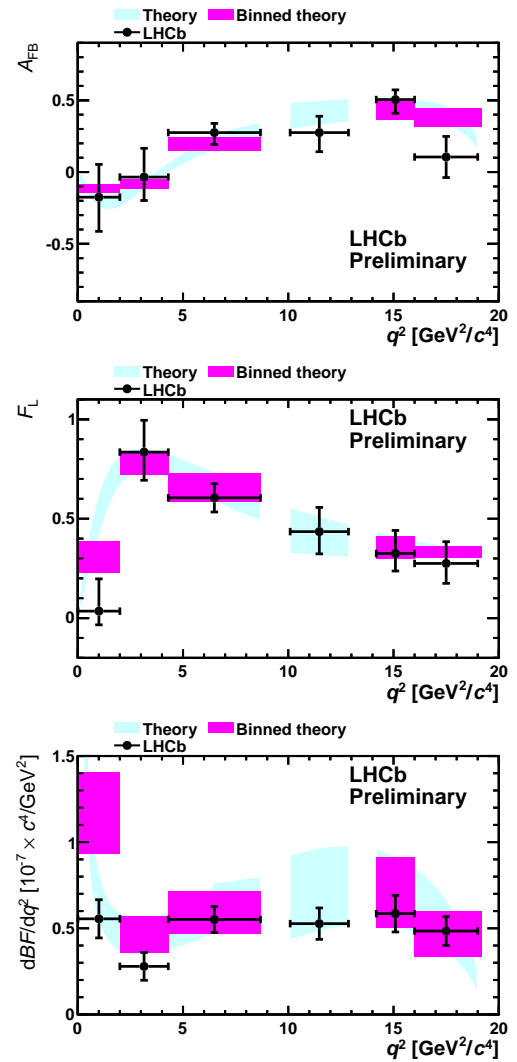 Theory Binned theory
LHCb
A_FB
0.5
0
-0.5
LHCb
Preliminary
0 5 10 15 20
q² [GeV²/c⁴]
Theory Binned theory
LHCb
F_L
1
0.5
0
LHCb
Preliminary
0 5 10 15 20
q² [GeV²/c⁴]
Theory Binned theory
LHCb
dBF/dq² [10⁻⁷ × c⁴/GeV²]
1.5
1
0.5
0
LHCb
Preliminary
0 5 10 15 20
q² [GeV²/c⁴]